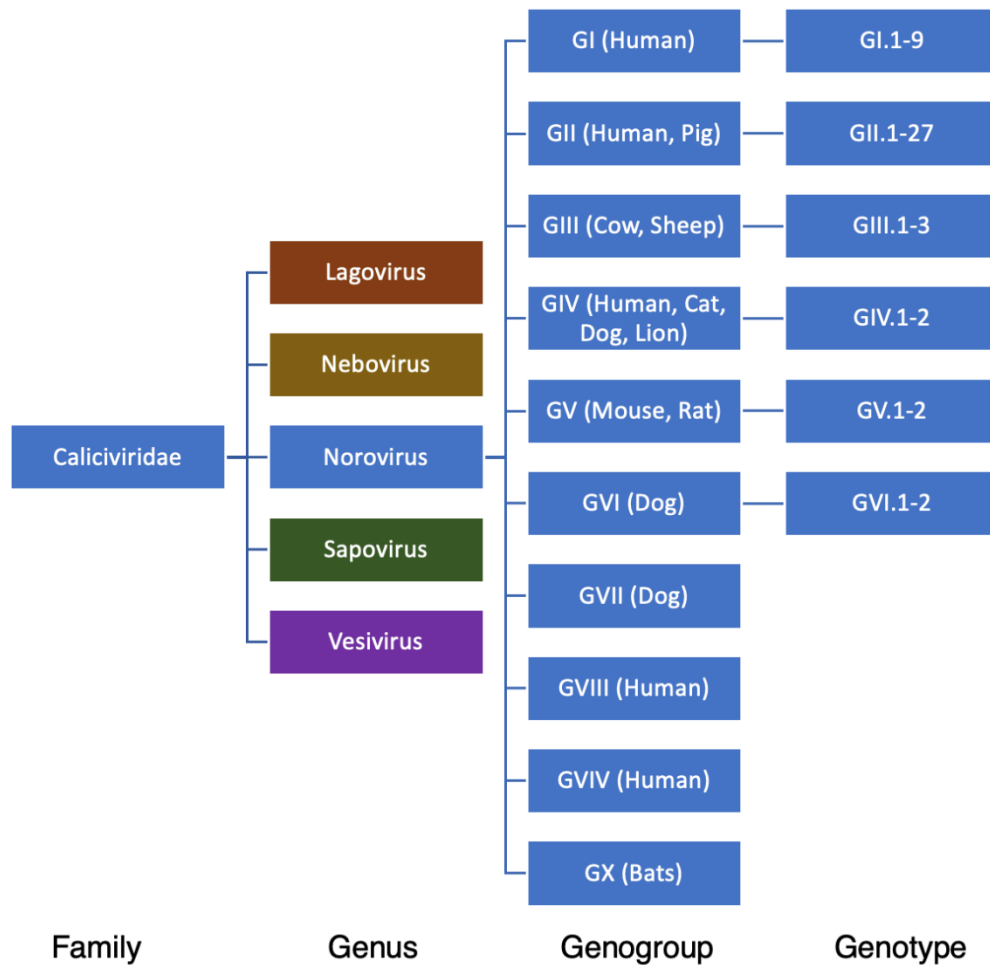 GI (Human)
GI.1-9
GII (Human, Pig)
GII.1-27
GIII (Cow, Sheep)
GIII.1-3
Lagovirus
GIV (Human, Cat,
Dog, Lion)
GIV.1-2
Nebovirus
GV (Mouse, Rat)
GV.1-2
Caliciviridae
Norovirus
GVI (Dog)
GVI.1-2
Sapovirus
GVII (Dog)
Vesivirus
GVIII (Human)
GVIV (Human)
GX (Bats)
Family
Genus
Genogroup
Genotype